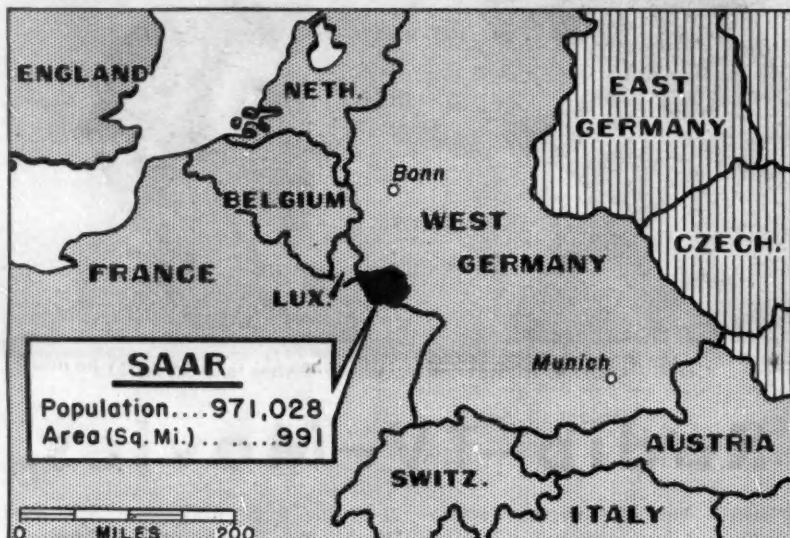 ENGLAND
NETH.
EAST
GERMANY
Bonn
BELGIUM
WEST
GERMANY
CZECH.
FRANCE
LUX.
SAAR
Population....971,028
Area (Sq. Mi.) .. .....991
Munich
AUSTRIA
SWITZ.
ITALY
0 MILES 200